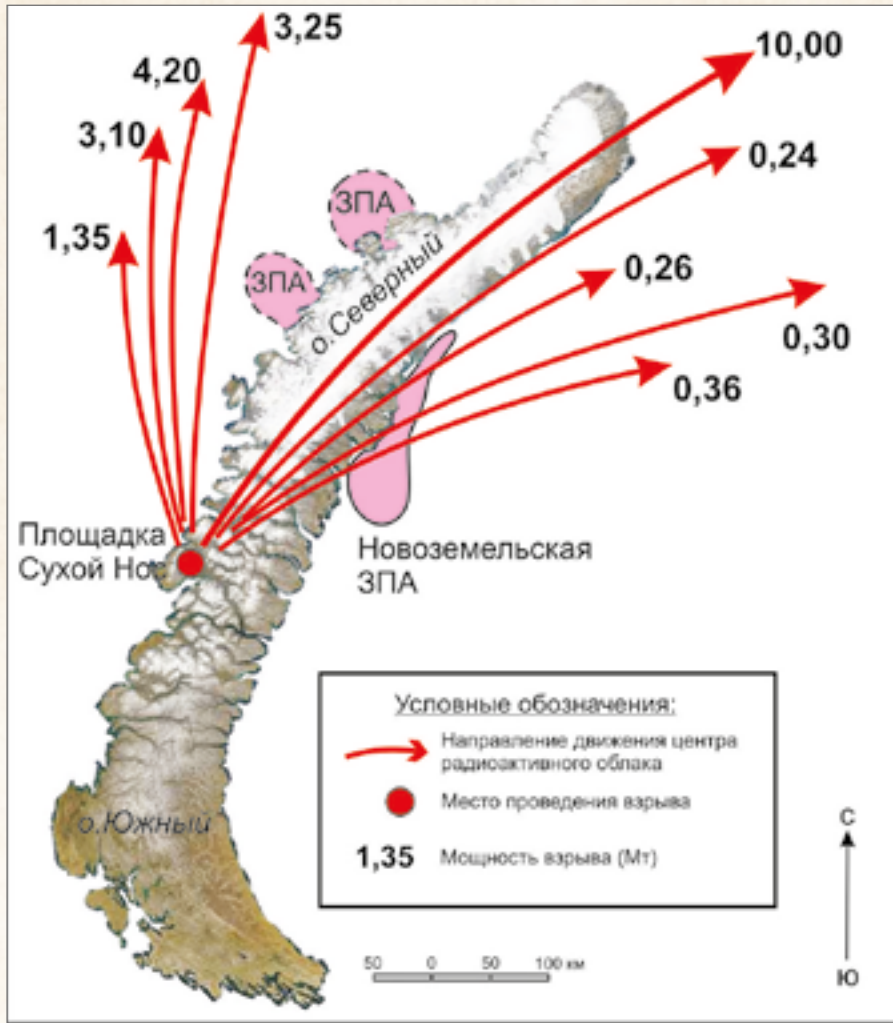 3,25
10,00
4,20
3,10
0,24
ЗПА
1,35
ЗПА
о.Северный
0,26
0,30
0,36
Площадка
Сухой Нос
Новоземельская
ЗПА
Условные обозначения:
Направление движения центра
радиоактивного облака
Место проведения взрыва
1,35 Мощность взрыва (Мт)
о.Южный
С
Ю
50 0 50 100 км